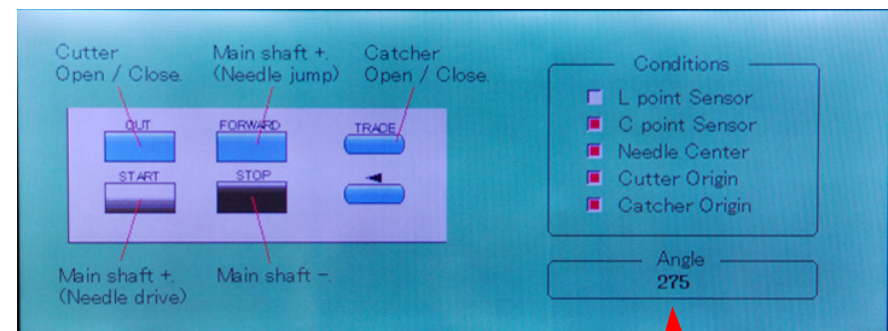 Cutter
Open / Close.
Main shaft +.
(Needle jump)
Catcher
Open / Close.
OUT
FORWARD
TRACE
START
STOP
Main shaft +.
(Needle drive)
Main shaft -.
Conditions
L point Sensor
C point Sensor
Needle Center
Cutter Origin
Catcher Origin
Angle
275